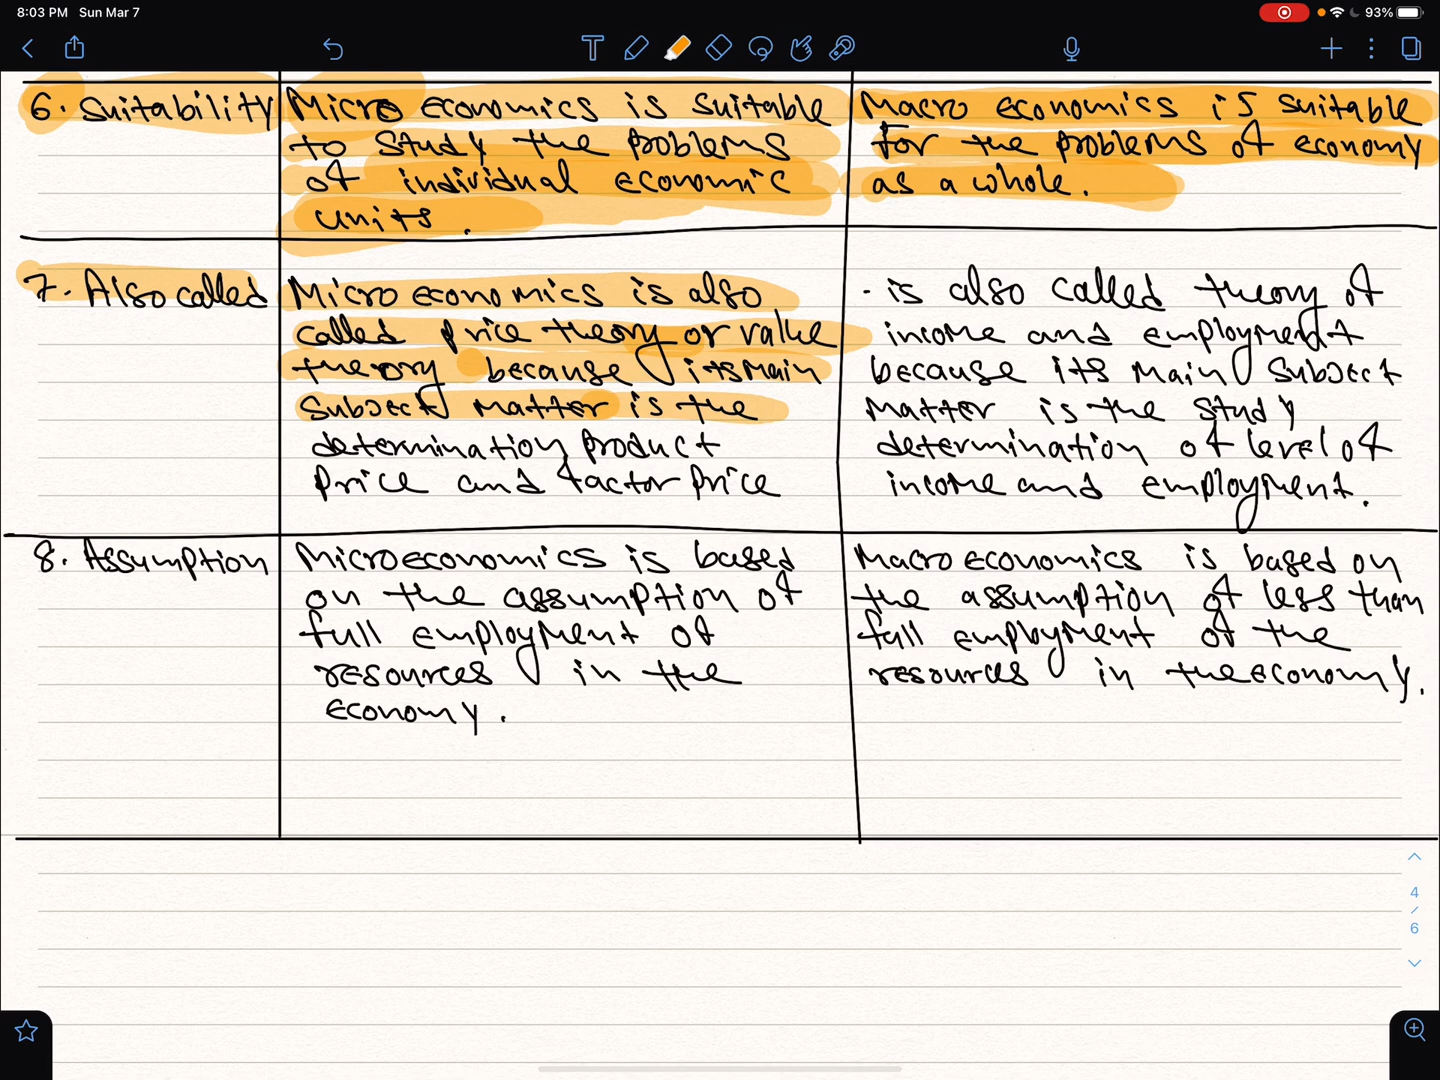 8:03 PM Sun Mar 7
93%
6. Suitability
Micro economics is suitable
to study the problems
of individual economic
units.
Macro economics is suitable
for the problems of economy
as a whole.
7. Also called
Micro economics is also
called price theory or value
theory because its main
subject matter is the
determination product
price and factor price
. is also called theory of
income and employment
because its main subject
matter is the study
determination of level of
income and employment.
8. Assumption
Microeconomics is based
on the assumption of
full employment of
resources in the
economy.
Macro economics is based on
the assumption of less than
full employment of the
resources in the economy.
4
/
6